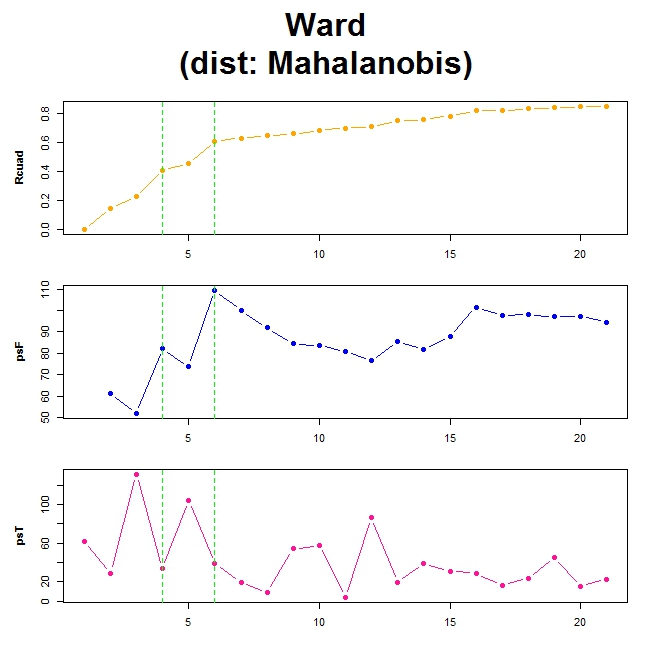 Ward
(dist: Mahalanobis)
Rcuad
0.0 0.2 0.4 0.6 0.8
5 10 15 20
psF
50 60 70 80 90 110
5 10 15 20
psT
0 20 60 100
5 10 15 20